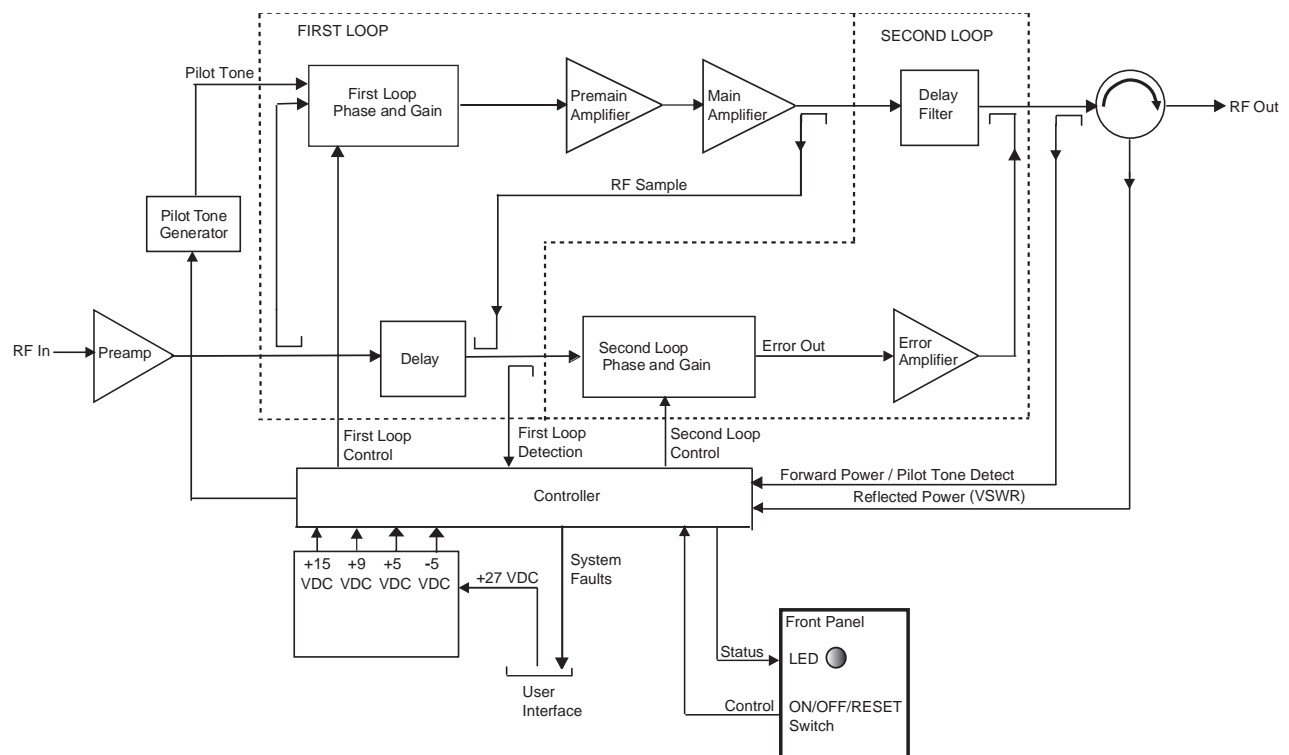 FIRST LOOP
SECOND LOOP
Pilot Tone
First Loop
Phase and Gain
Premain
Amplifier
Main
Amplifier
Delay
Filter
RF Out
RF Sample
Pilot Tone
Generator
RF In
Preamp
Delay
Second Loop
Phase and Gain
Error Out
Error
Amplifier
First Loop
Control
First Loop
Detection
Second Loop
Control
Forward Power / Pilot Tone Detect
Controller
Reflected Power (VSWR)
+15 +9 +5 -5
VDC VDC VDC VDC
+27 VDC
System
Faults
Front Panel
Status
LED
User
Interface
Control
ON/OFF/RESET
Switch